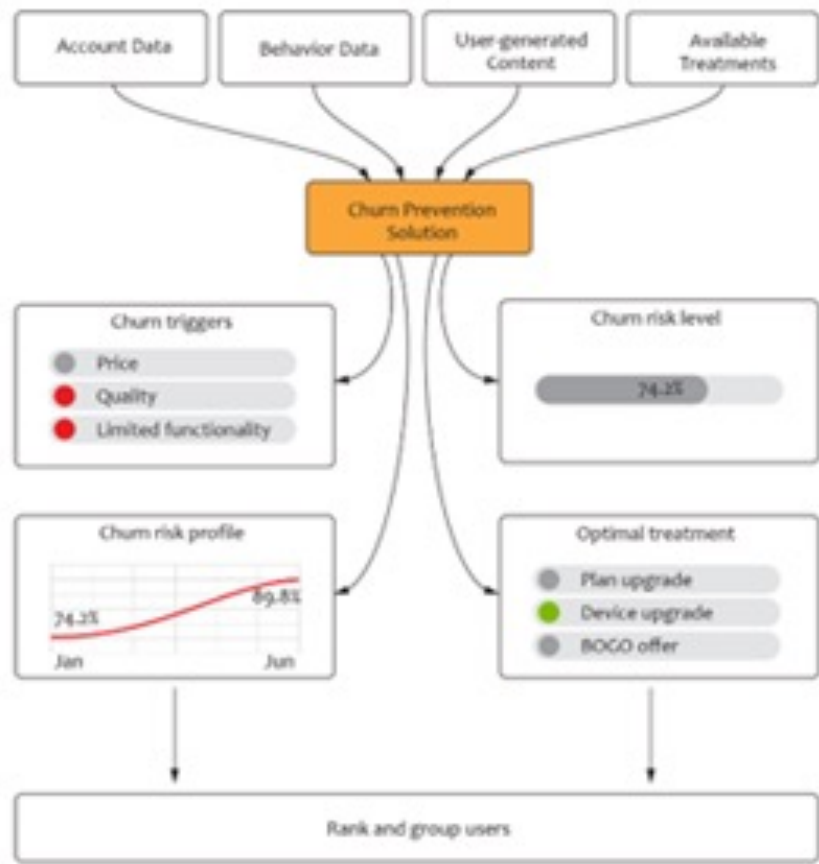 Account Data
Behavior Data
User-generated
Content
Available
Treatments
Churn Prevention
Solution
Churn triggers
Price
Quality
Limited functionality
Churn risk level
74.2%
Churn risk profile
74.2%
89.8%
Jan
Jun
Optimal treatment
Plan upgrade
Device upgrade
BOGO offer
Rank and group users